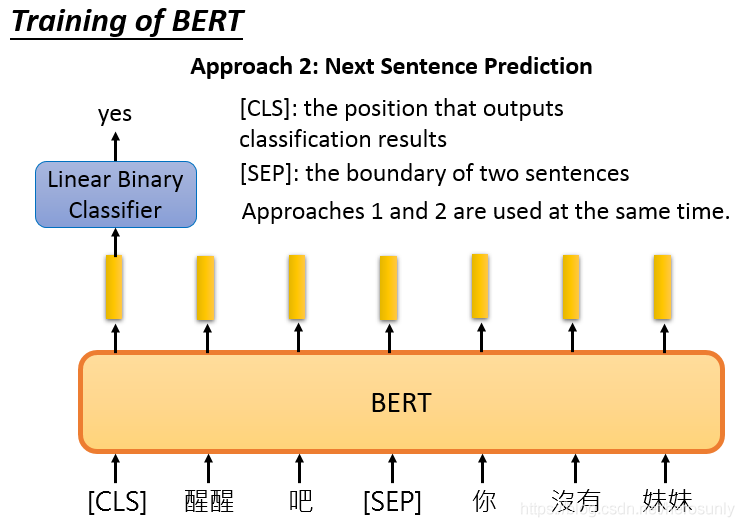 Training of BERT
Approach 2: Next Sentence Prediction
yes
[CLS]: the position that outputs
classification results
Linear Binary
Classifier
[SEP]: the boundary of two sentences
Approaches 1 and 2 are used at the same time.
BERT
[CLS] 醒醒 吧 [SEP] 你 沒有 妹妹